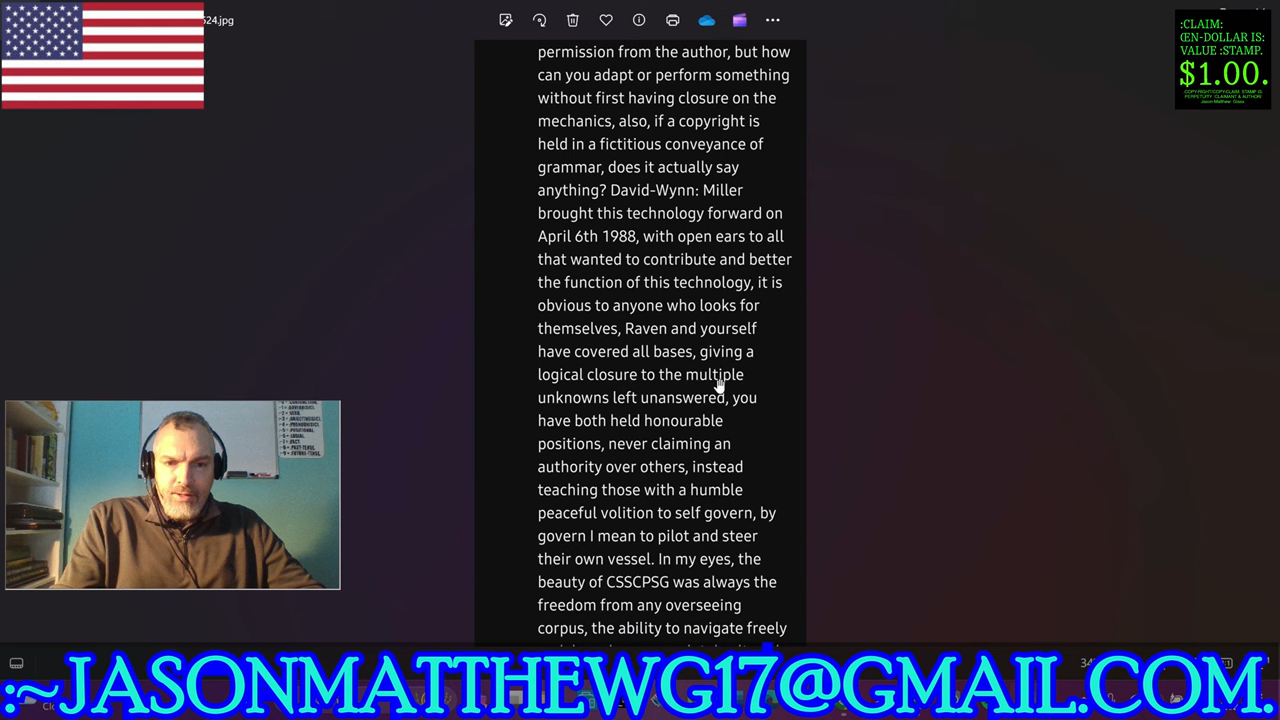 524.jpg
:CLAIM:
ŒN-DOLLAR IS:
VALUE :STAMP.
$1.00.
permission from the author, but how
can you adapt or perform something
without first having closure on the
mechanics, also, if a copyright is
held in a fictitious conveyance of
grammar, does it actually say
anything? David-Wynn: Miller
brought this technology forward on
April 6th 1988, with open ears to all
that wanted to contribute and better
the function of this technology, it is
obvious to anyone who looks for
themselves, Raven and yourself
have covered all bases, giving a
logical closure to the multiple
unknowns left unanswered, you
have both held honourable
positions, never claiming an
authority over others, instead
teaching those with a humble
peaceful volition to self govern, by
govern I mean to pilot and steer
their own vessel. In my eyes, the
beauty of CSSCPSG was always the
freedom from any overseeing
corpus, the ability to navigate freely
:~JASONMATTHEWG17@GMAIL.COM.